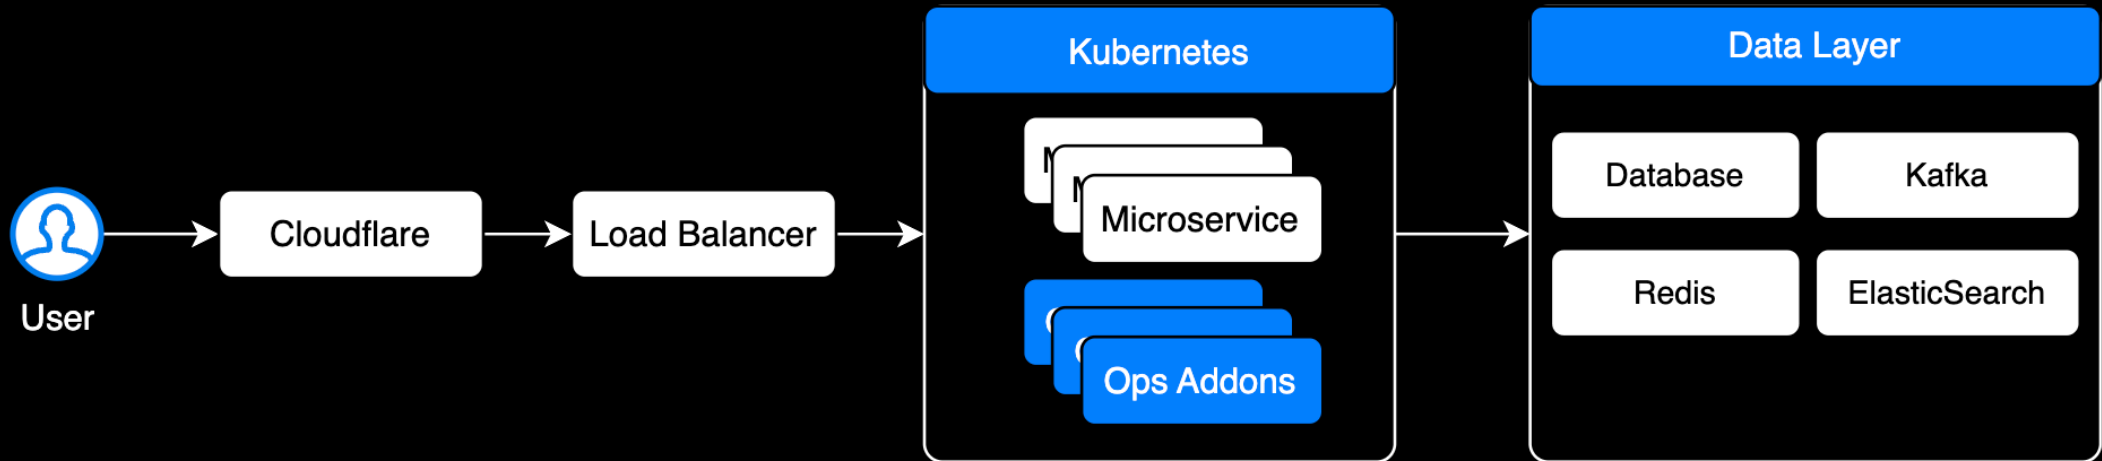 User
Cloudflare
Load Balancer
Kubernetes
Microservice
Ops Addons
Data Layer
Database
Kafka
Redis
ElasticSearch